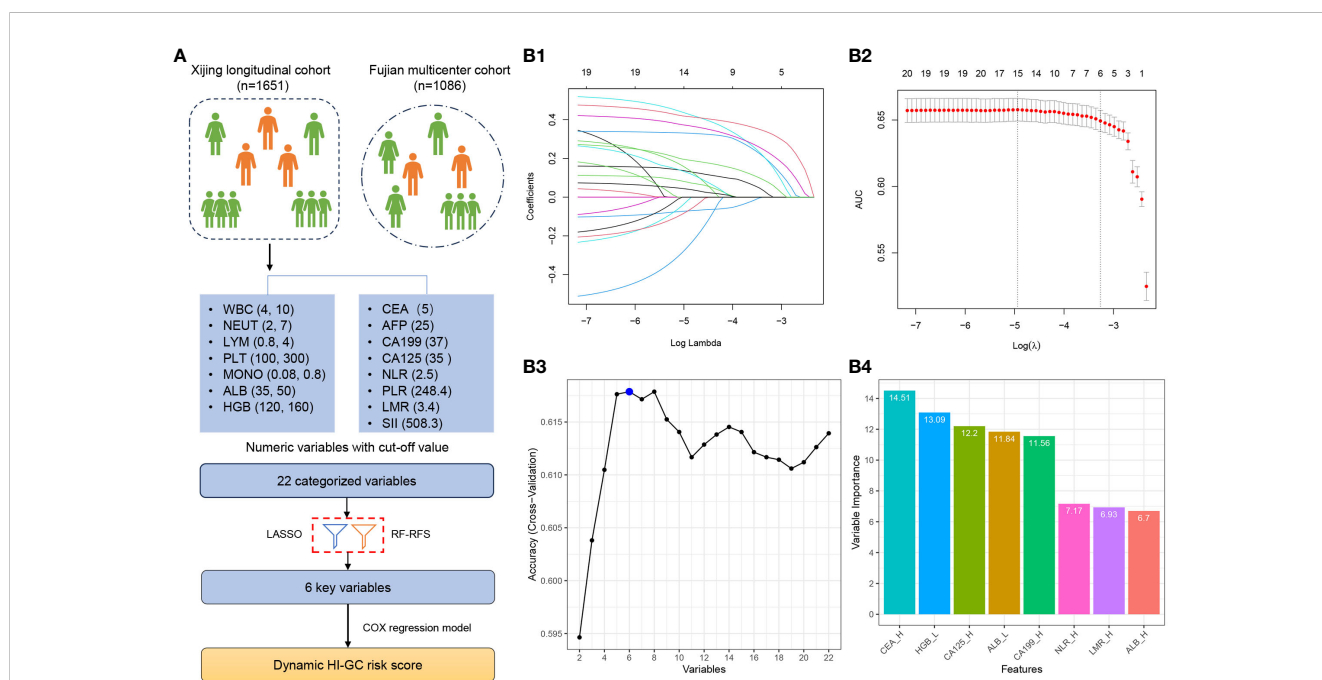 A
Xijing longitudinal cohort
(n=1651)
Fujian multicenter cohort
(n=1086)
• WBC (4, 10)
• NEUT (2, 7)
• LYM (0.8, 4)
• PLT (100, 300)
• MONO (0.08, 0.8)
• ALB (35, 50)
• HGB (120, 160)
• CEA (5)
• AFP (25)
• CA199 (37)
• CA125 (35 )
• NLR (2.5)
• PLR (248.4)
• LMR (3.4)
• SII (508.3)
Numeric variables with cut-off value
22 categorized variables
LASSO
RF-RFS
6 key variables
COX regression model
Dynamic HI-GC risk score
B1
19 19 14 9 5
Coefficients
0.4
0.2
0.0
−0.2
−0.4
−7 −6 −5 −4 −3
Log Lambda
B2
20 19 19 19 19 20 17 15 14 10 7 7 6 5 3 1
AUC
0.65
0.60
0.55
−7 −6 −5 −4 −3 −2
Log(λ)
B3
Accuracy (Cross−Validation)
0.615
0.610
0.605
0.600
0.595
2 4 6 8 10 12 14 16 18 20 22
Variables
B4
Variable Importance
14
12
10
8
6
4
2
0
14.51
13.09
12.2
11.84
11.56
7.17
6.93
6.7
CEA_H
HGB_L
CA125_H
ALB_L
CA199_H
NLR_H
LMR_H
ALB_H
Features